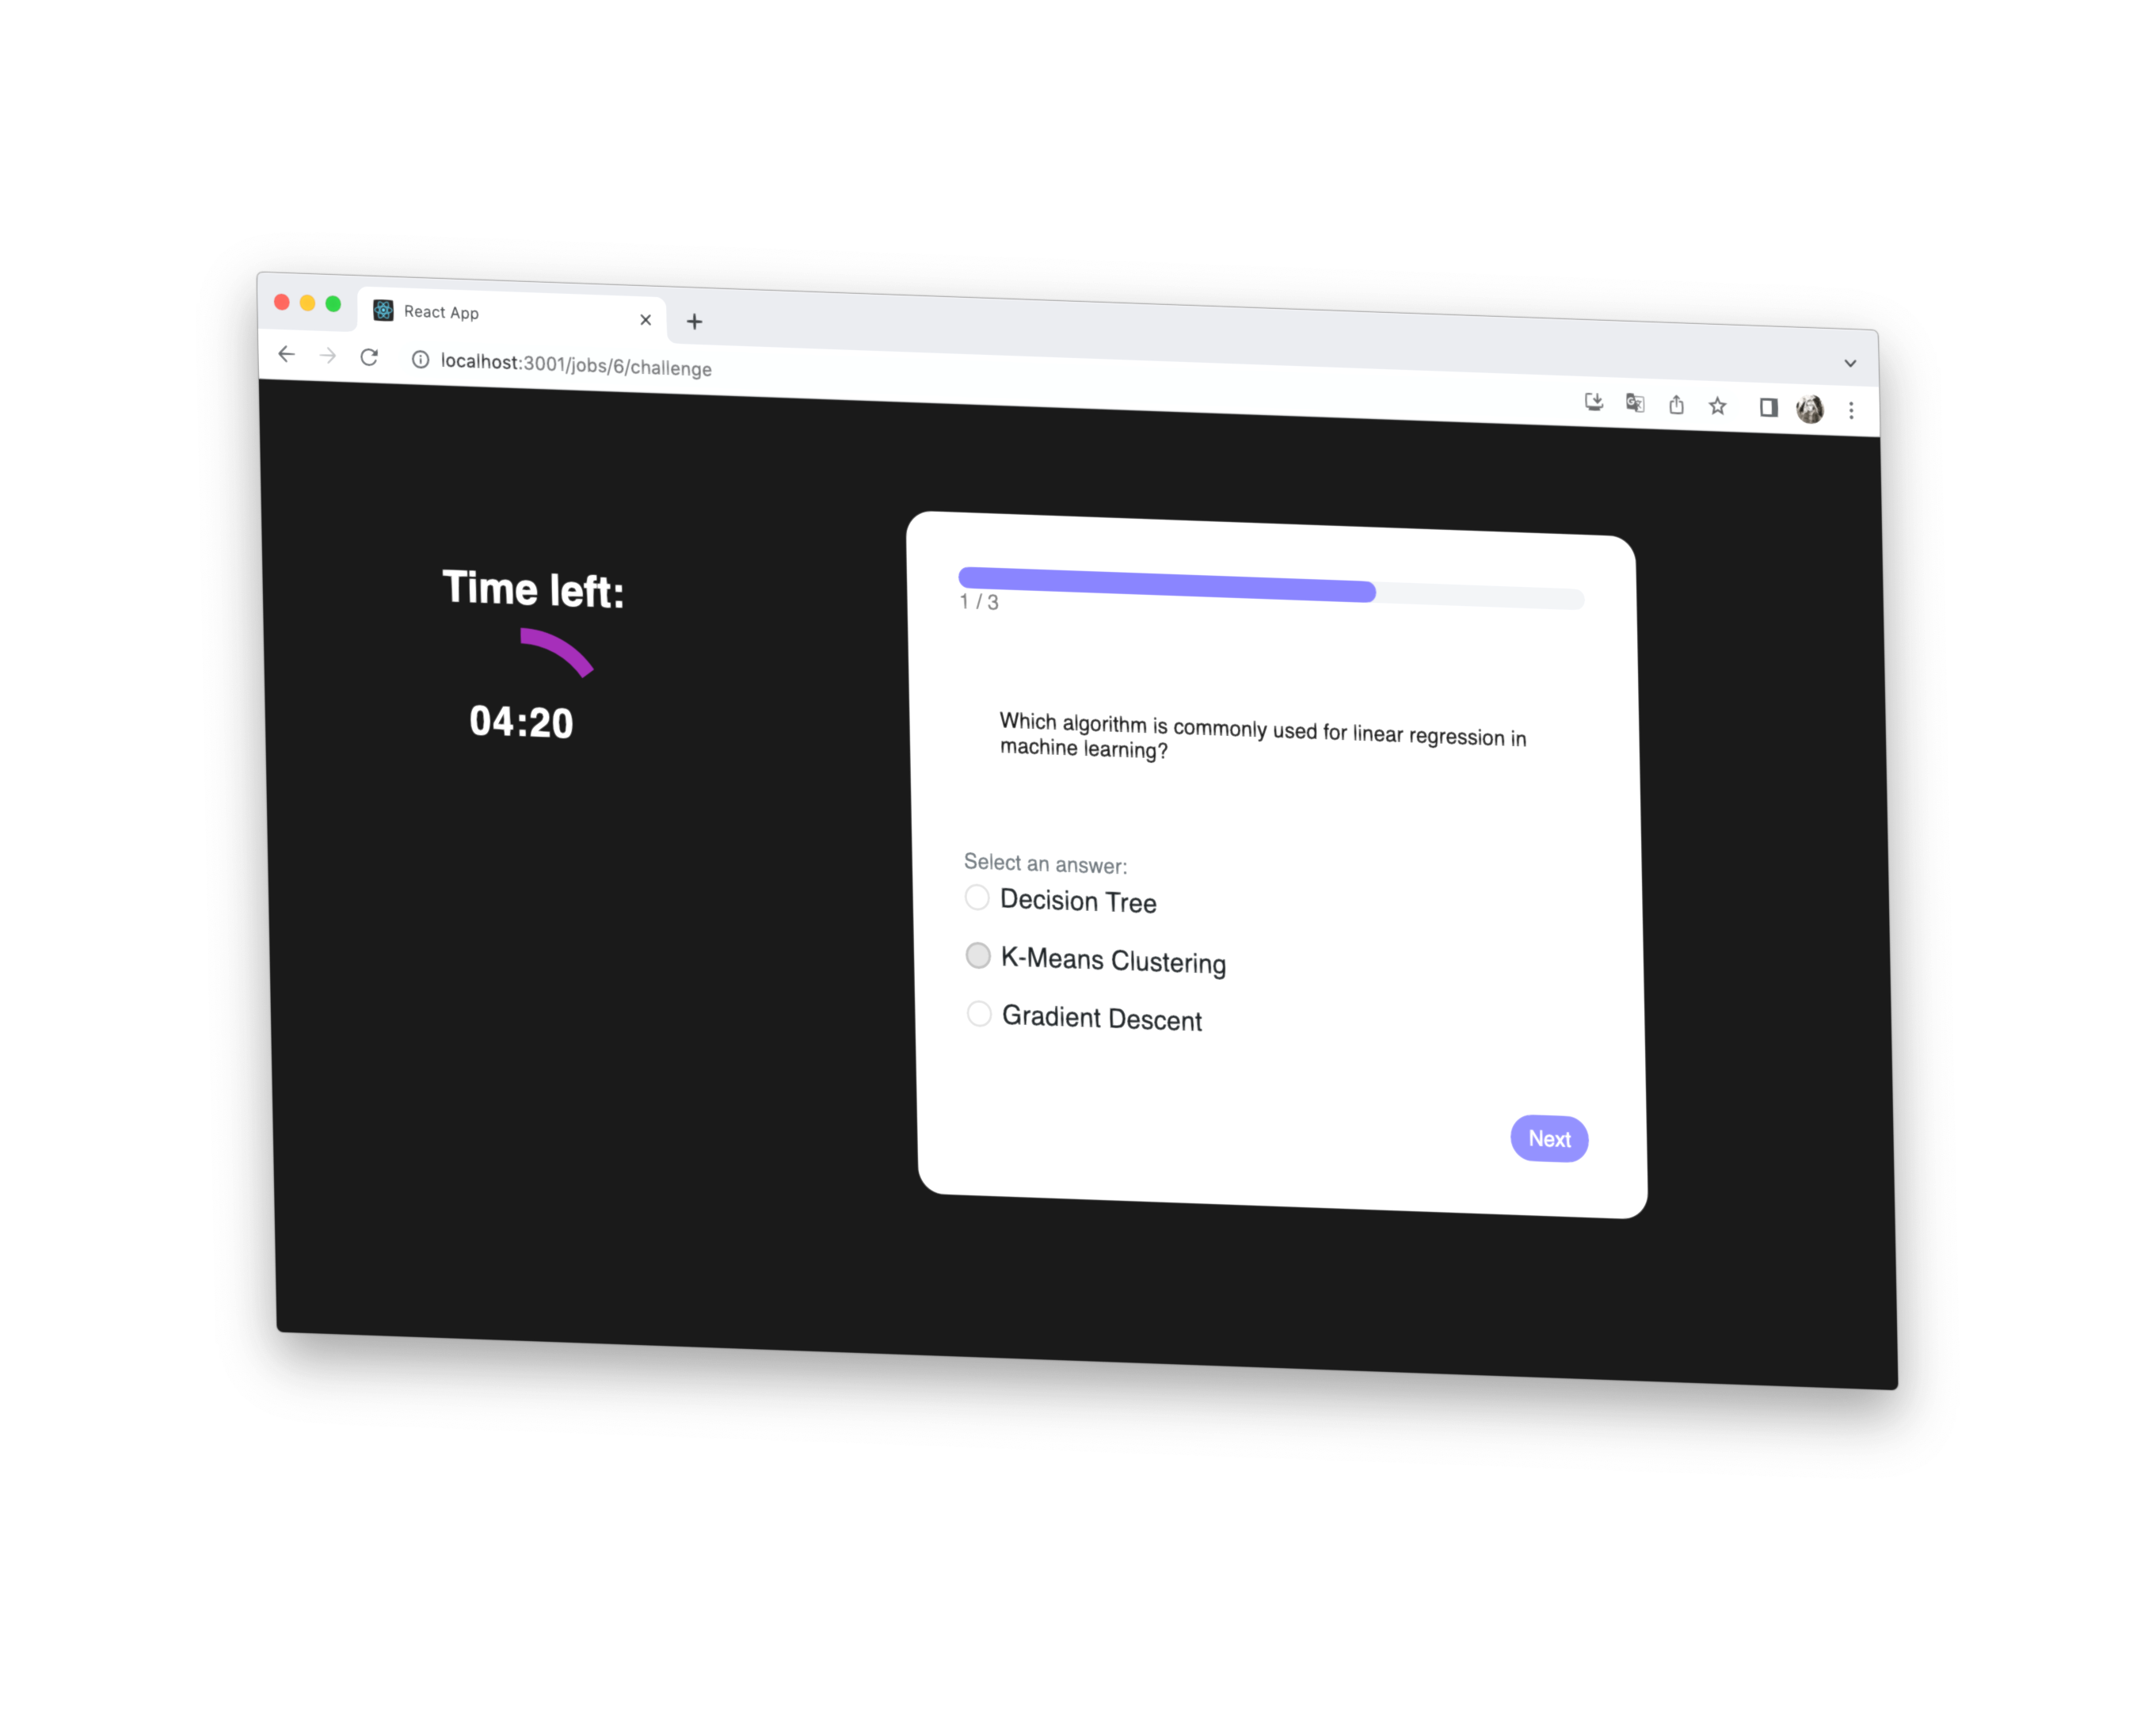 React App
localhost:3001/jobs/6/challenge
Time left:
04:20
1 / 3
Which algorithm is commonly used for linear regression in
machine learning?
Select an answer:
Decision Tree
K-Means Clustering
Gradient Descent
Next